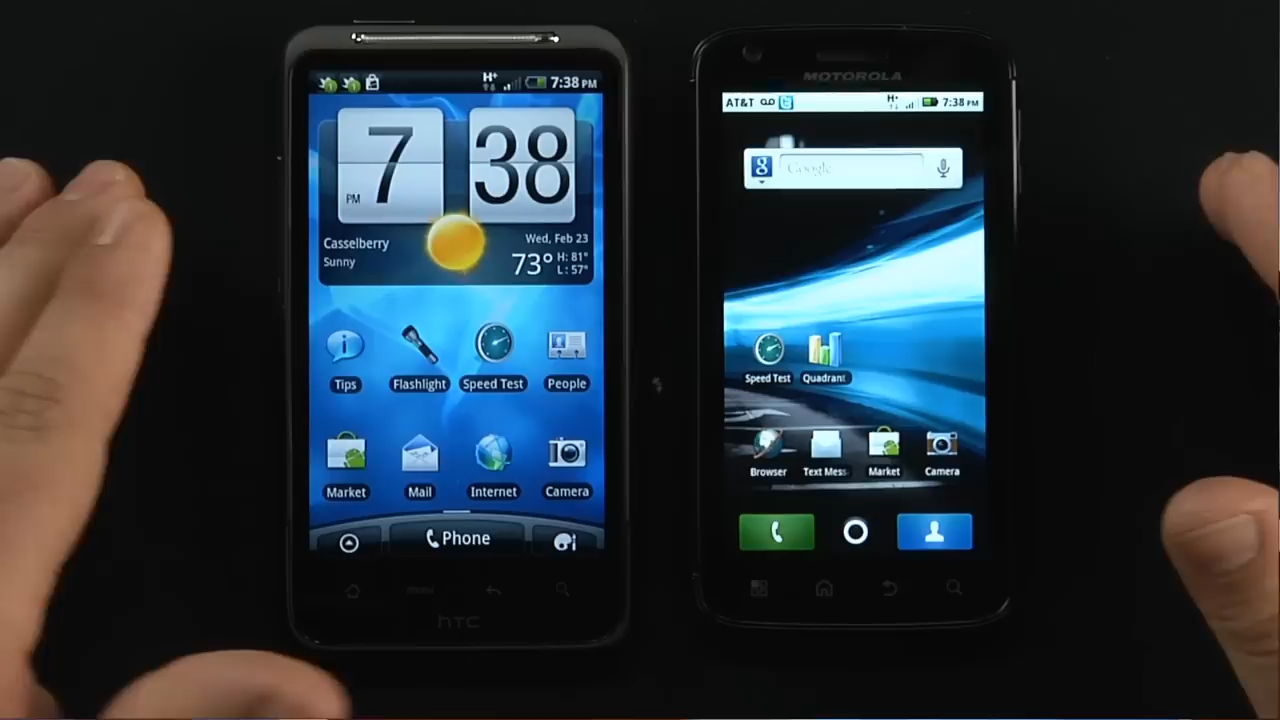 H+ 7:38 PM
7 38
PM
Casselberry
Sunny
Wed, Feb 23
73° H: 81°
L: 57°
Tips Flashlight Speed Test People
Market Mail Internet Camera
Phone
menu
hTC
MOTOROLA
AT&T H+ 7:38 PM
g Google
Speed Test Quadrant
Browser Text Mess Market Camera